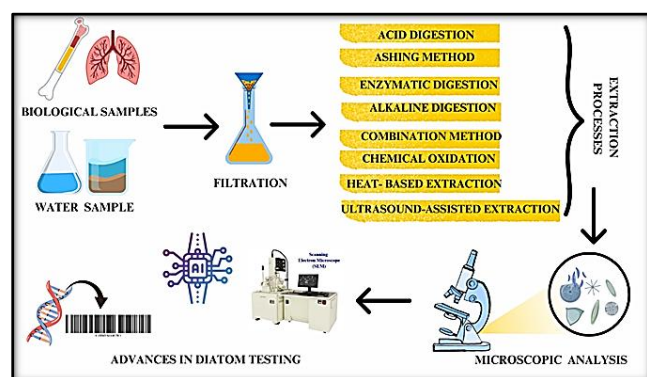 BIOLOGICAL SAMPLES
WATER SAMPLE
FILTRATION
ACID DIGESTION
ASHING METHOD
ENZYMATIC DIGESTION
ALKALINE DIGESTION
COMBINATION METHOD
CHEMICAL OXIDATION
HEAT- BASED EXTRACTION
ULTRASOUND-ASSISTED EXTRACTION
EXTRACTION
PROCESSES
MICROSCOPIC ANALYSIS
Scanning
Electron Microscope
(SEM)
AI
ADVANCES IN DIATOM TESTING